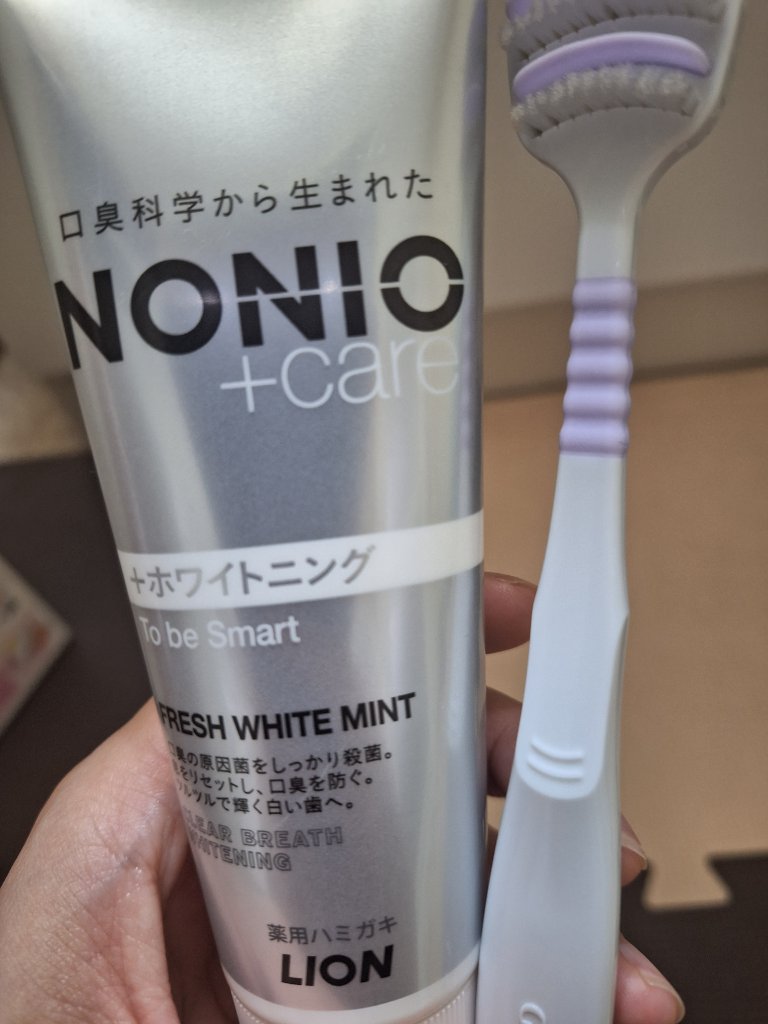 口臭科学から生まれた
NONIO
+care
+ホワイトニング
To be Smart
FRESH WHITE MINT
口臭の原因菌をしっかり殺菌。
をリセットし、口臭を防ぐ。
ツルで輝く白い歯へ。
CLEAR BREATH
WHITENING
薬用ハミガキ
LION